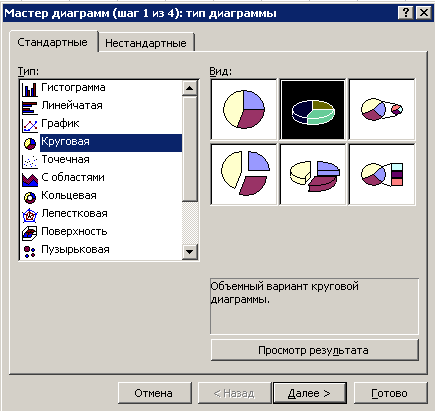 Мастер диаграмм (шаг 1 из 4): тип диаграммы
Стандартные
Нестандартные
Тип:
Гистограмма
Линейчатая
График
Круговая
Точечная
С областями
Кольцевая
Лепестковая
Поверхность
Пузырьковая
Вид:
Объемный вариант круговой
диаграммы.
Просмотр результата
Отмена
< Назад
Далее >
Готово